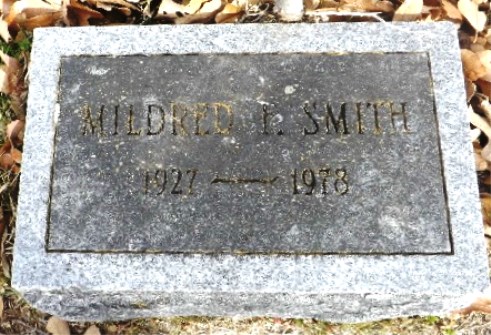 MILDRED F. SMITH
1927 — 1978